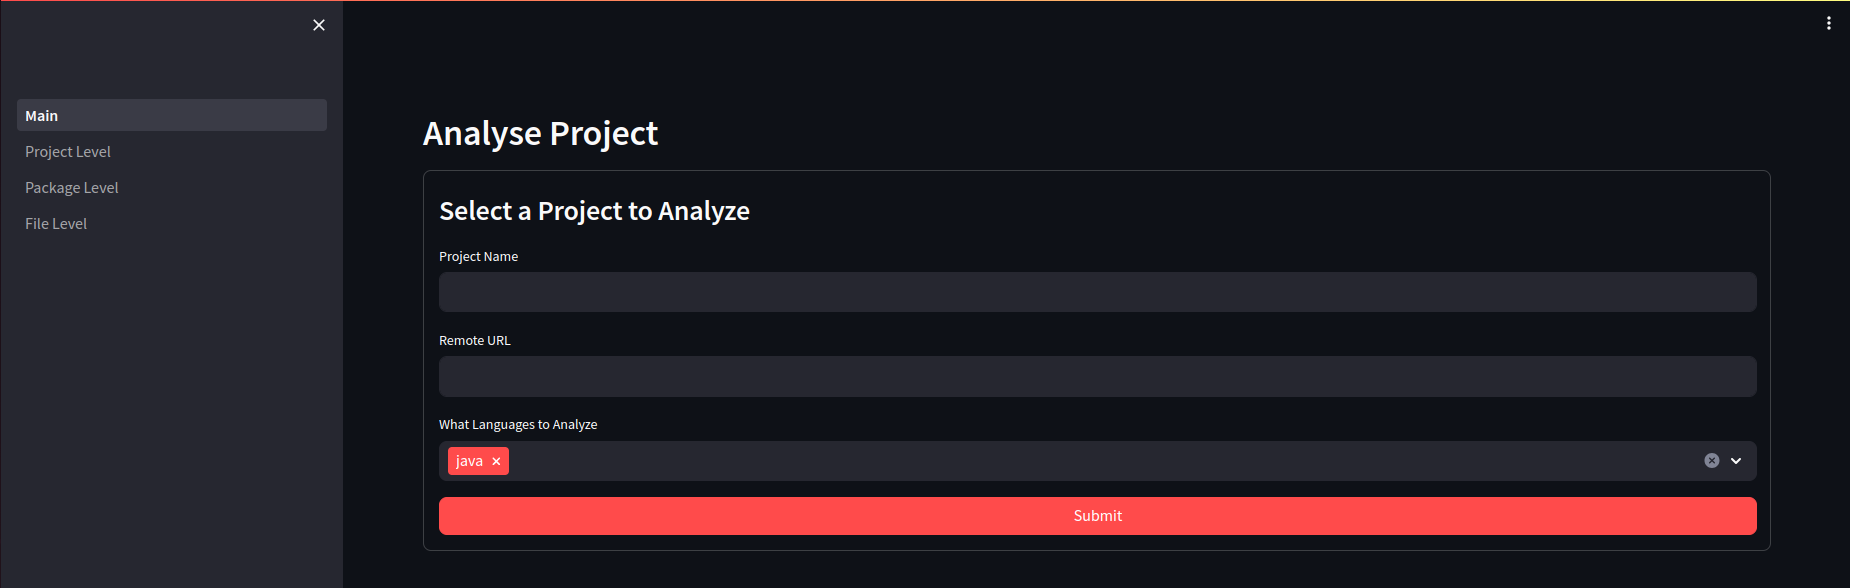 Main
Project Level
Package Level
File Level
Analyse Project
Select a Project to Analyze
Project Name
Remote URL
What Languages to Analyze
java
Submit